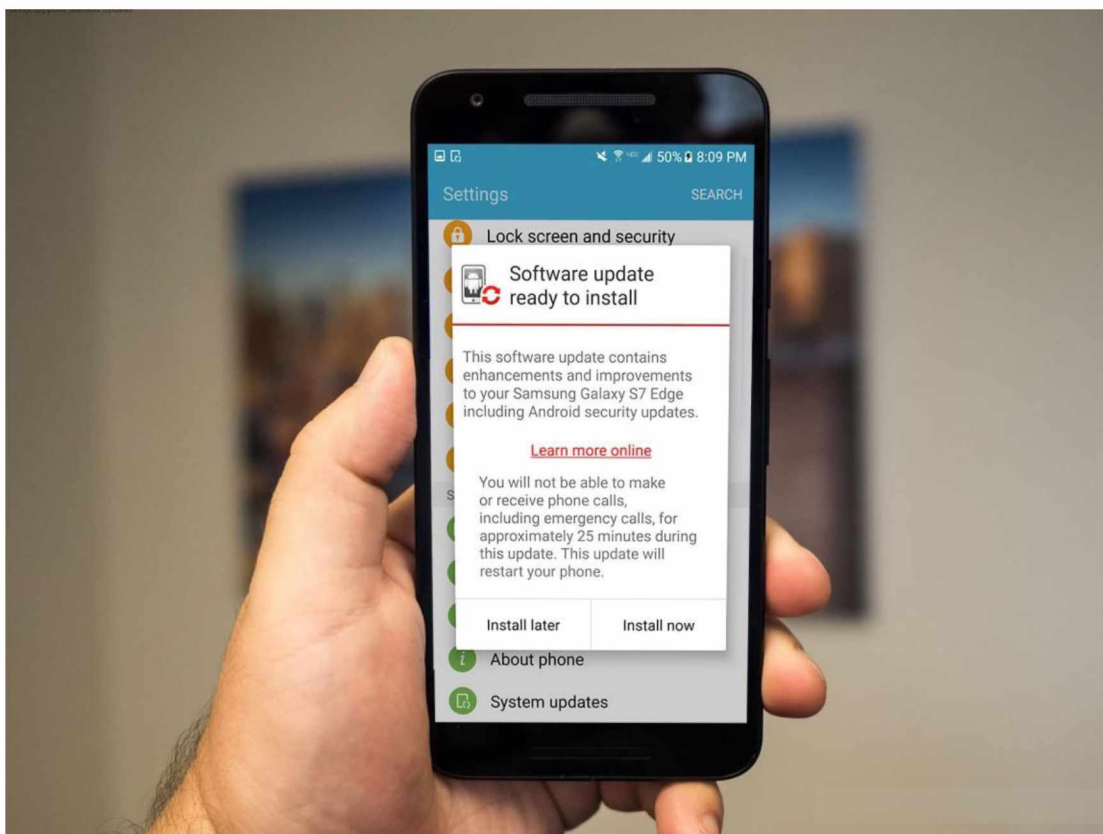 50% 8:09 PM
Settings SEARCH
Lock screen and security
Software update
ready to install
This software update contains
enhancements and improvements
to your Samsung Galaxy S7 Edge
including Android security updates.
Learn more online
You will not be able to make
or receive phone calls,
including emergency calls, for
approximately 25 minutes during
this update. This update will
restart your phone.
Install later Install now
About phone
System updates